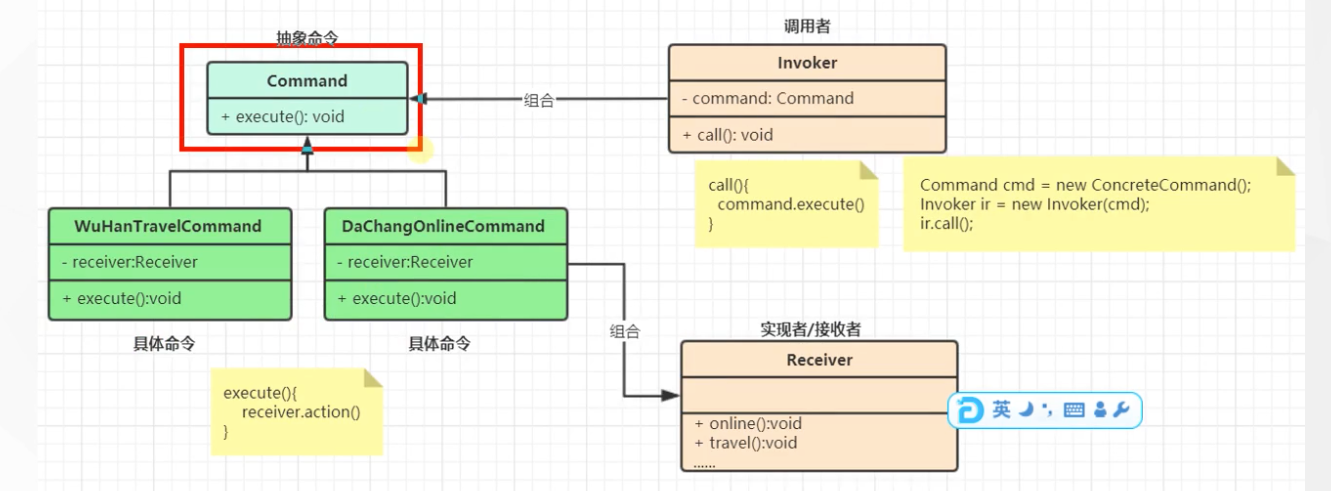 抽象命令
Command
+ execute(): void
调用者
Invoker
- command: Command
+ call(): void
组合
call(){
command.execute()
}
Command cmd = new ConcreteCommand();
Invoker ir = new Invoker(cmd);
ir.call();
WuHanTravelCommand
- receiver:Receiver
+ execute():void
具体命令
DaChangOnlineCommand
- receiver:Receiver
+ execute():void
具体命令
组合
execute(){
receiver.action()
}
实现者/接收者
Receiver
+ online():void
+ travel():void
......
英